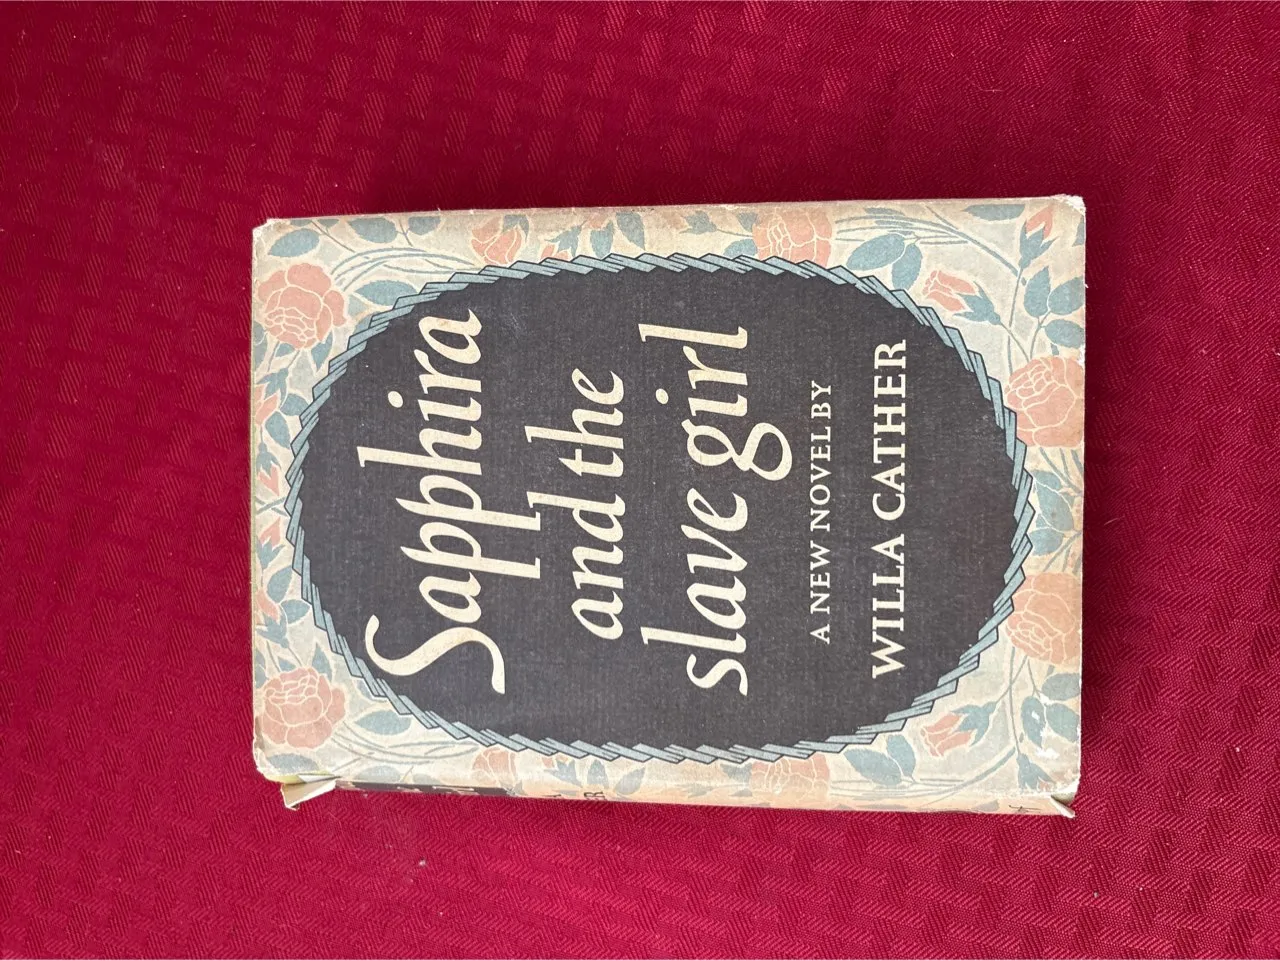 Sapphira
and the
slave girl
A NEW NOVEL BY
WILLA CATHER